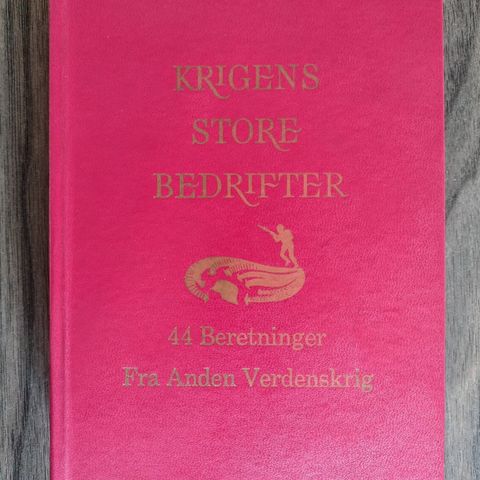 KRIGENS
STORE
BEDRIFTER
44 Beretninger
Fra Anden Verdenskrig